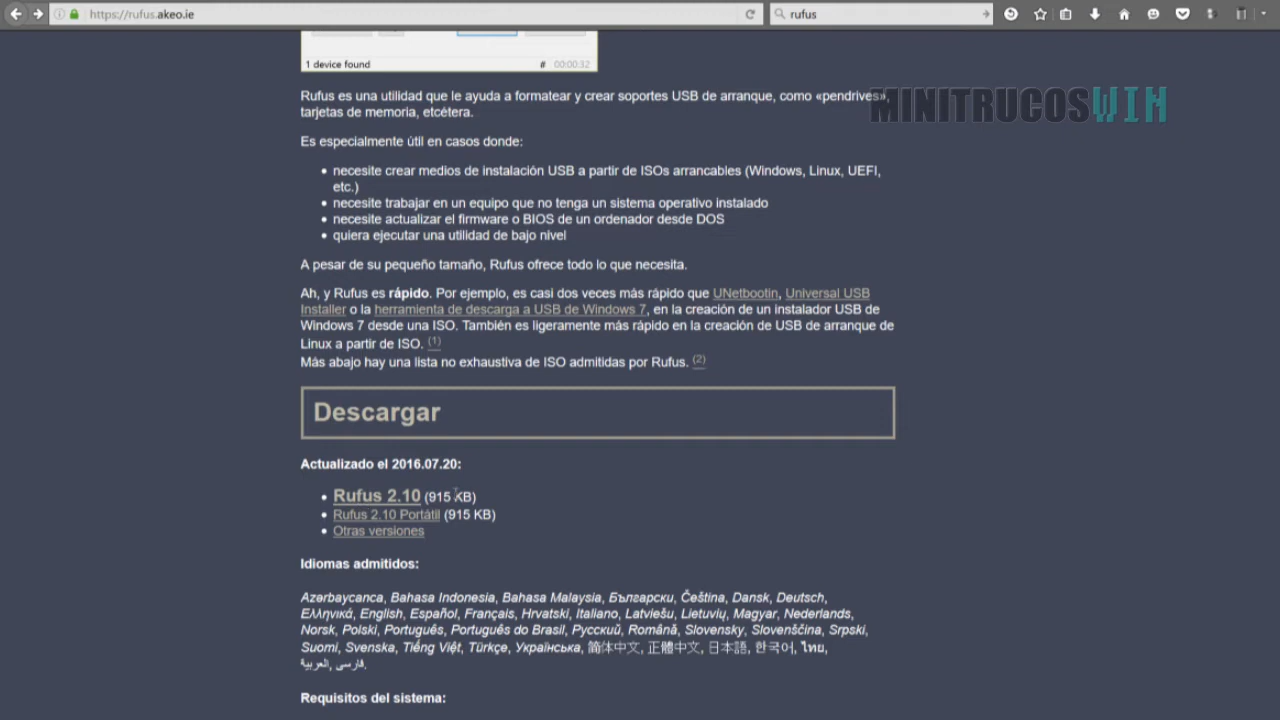 https://rufus.akeo.ie
rufus
1 device found # 00:00:32
MINITRUCOSWIN
Rufus es una utilidad que le ayuda a formatear y crear soportes USB de arranque, como «pendrives»,
tarjetas de memoria, etcétera.
Es especialmente útil en casos donde:
• necesite crear medios de instalación USB a partir de ISOs arrancables (Windows, Linux, UEFI,
etc.)
• necesite trabajar en un equipo que no tenga un sistema operativo instalado
• necesite actualizar el firmware o BIOS de un ordenador desde DOS
• quiera ejecutar una utilidad de bajo nivel
A pesar de su pequeño tamaño, Rufus ofrece todo lo que necesita.
Ah, y Rufus es rápido. Por ejemplo, es casi dos veces más rápido que UNetbootin, Universal USB
Installer o la herramienta de descarga a USB de Windows 7, en la creación de un instalador USB de
Windows 7 desde una ISO. También es ligeramente más rápido en la creación de USB de arranque de
Linux a partir de ISO. (1)
Más abajo hay una lista no exhaustiva de ISO admitidas por Rufus. (2)
Descargar
Actualizado el 2016.07.20:
• Rufus 2.10 (915 KB)
• Rufus 2.10 Portátil (915 KB)
• Otras versiones
Idiomas admitidos:
Azərbaycanca, Bahasa Indonesia, Bahasa Malaysia, Български, Čeština, Dansk, Deutsch,
Ελληνικά, English, Español, Français, Hrvatski, Italiano, Latviešu, Lietuvių, Magyar, Nederlands,
Norsk, Polski, Português, Português do Brasil, Русский, Română, Slovensky, Slovenščina, Srpski,
Suomi, Svenska, Tiếng Việt, Türkçe, Українська, 简体中文, 正體中文, 日本語, 한국어, ไทย,
فارسی, العربية.
Requisitos del sistema: